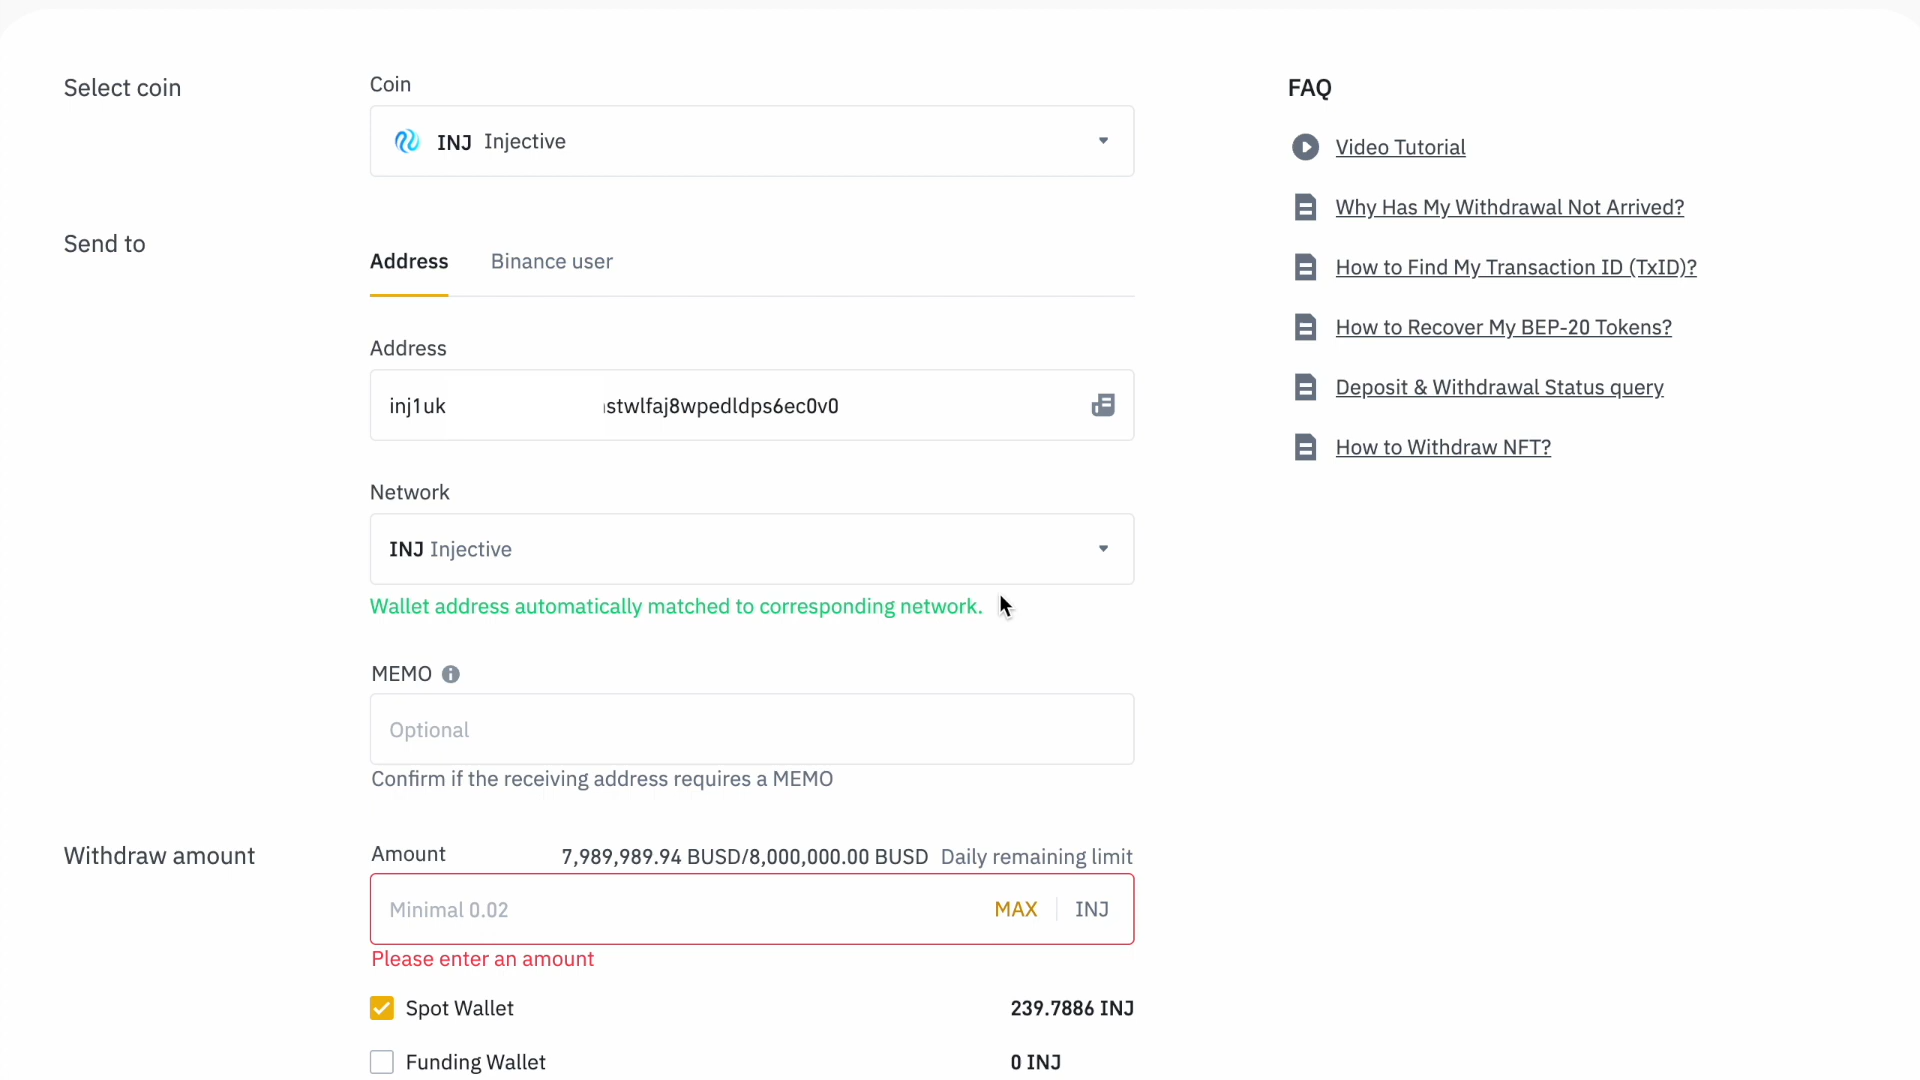 Select coin
Coin
INJ Injective
Send to
Address Binance user
Address
inj1uk stwlfaj8wpedldps6ec0v0
Network
INJ Injective
Wallet address automatically matched to corresponding network.
MEMO
Optional
Confirm if the receiving address requires a MEMO
Withdraw amount
Amount 7,989,989.94 BUSD/8,000,000.00 BUSD Daily remaining limit
Minimal 0.02 MAX INJ
Please enter an amount
Spot Wallet 239.7886 INJ
Funding Wallet 0 INJ
FAQ
Video Tutorial
Why Has My Withdrawal Not Arrived?
How to Find My Transaction ID (TxID)?
How to Recover My BEP-20 Tokens?
Deposit & Withdrawal Status query
How to Withdraw NFT?